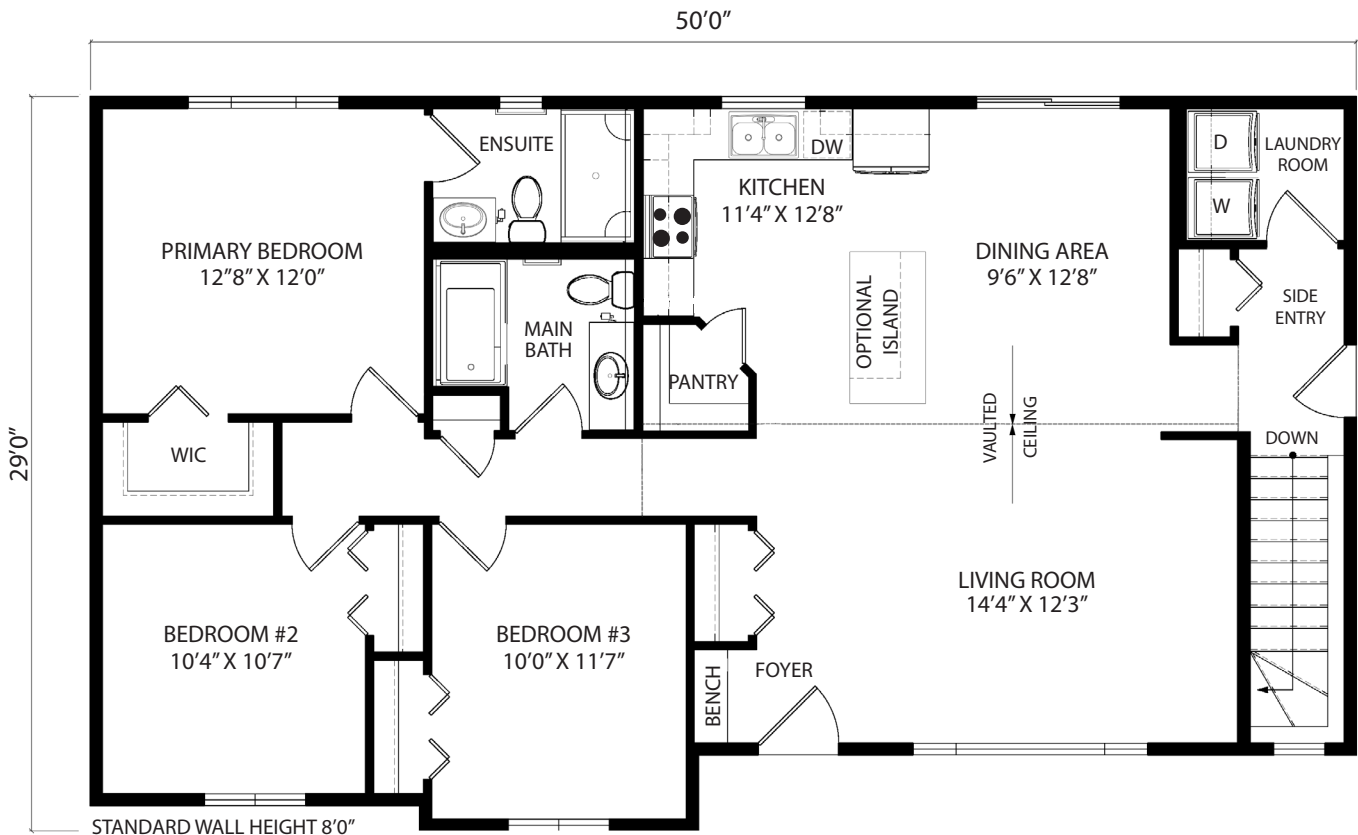 50'0"
29'0"
ENSUITE
DW
D
LAUNDRY
ROOM
W
KITCHEN
11'4" X 12'8"
PRIMARY BEDROOM
12"8" X 12'0"
DINING AREA
9'6" X 12'8"
SIDE
ENTRY
OPTIONAL
ISLAND
MAIN
BATH
PANTRY
VAULTED
CEILING
DOWN
WIC
LIVING ROOM
14'4" X 12'3"
BEDROOM #2
10'4" X 10'7"
BEDROOM #3
10'0" X 11'7"
FOYER
BENCH
STANDARD WALL HEIGHT 8'0"